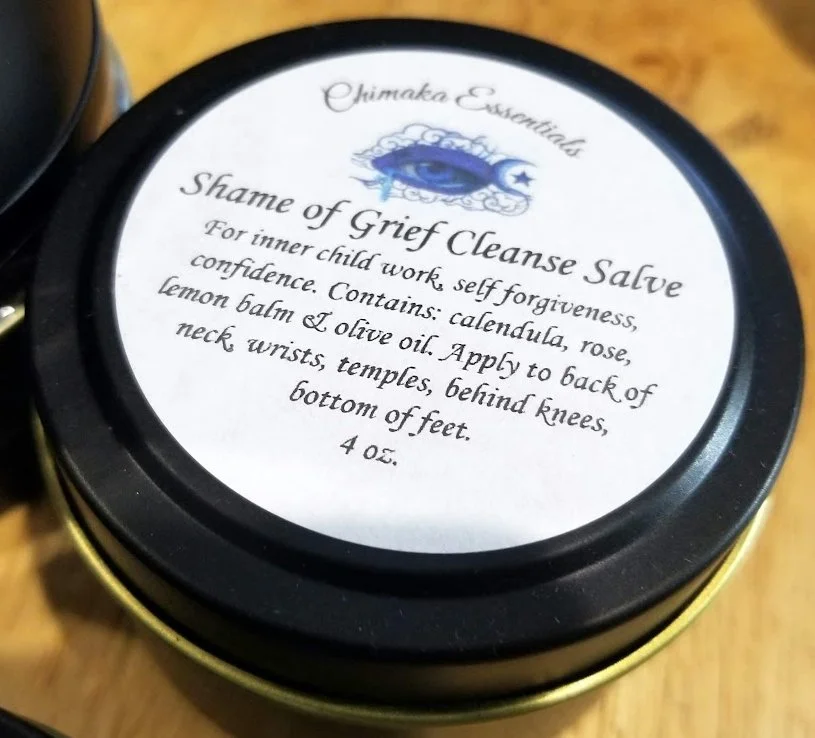 Chimaka Essentials
Shame of Grief Cleanse Salve
For inner child work, self forgiveness,
confidence. Contains: calendula, rose,
lemon balm & olive oil. Apply to back of
neck, wrists, temples, behind knees,
bottom of feet.
4 oz.